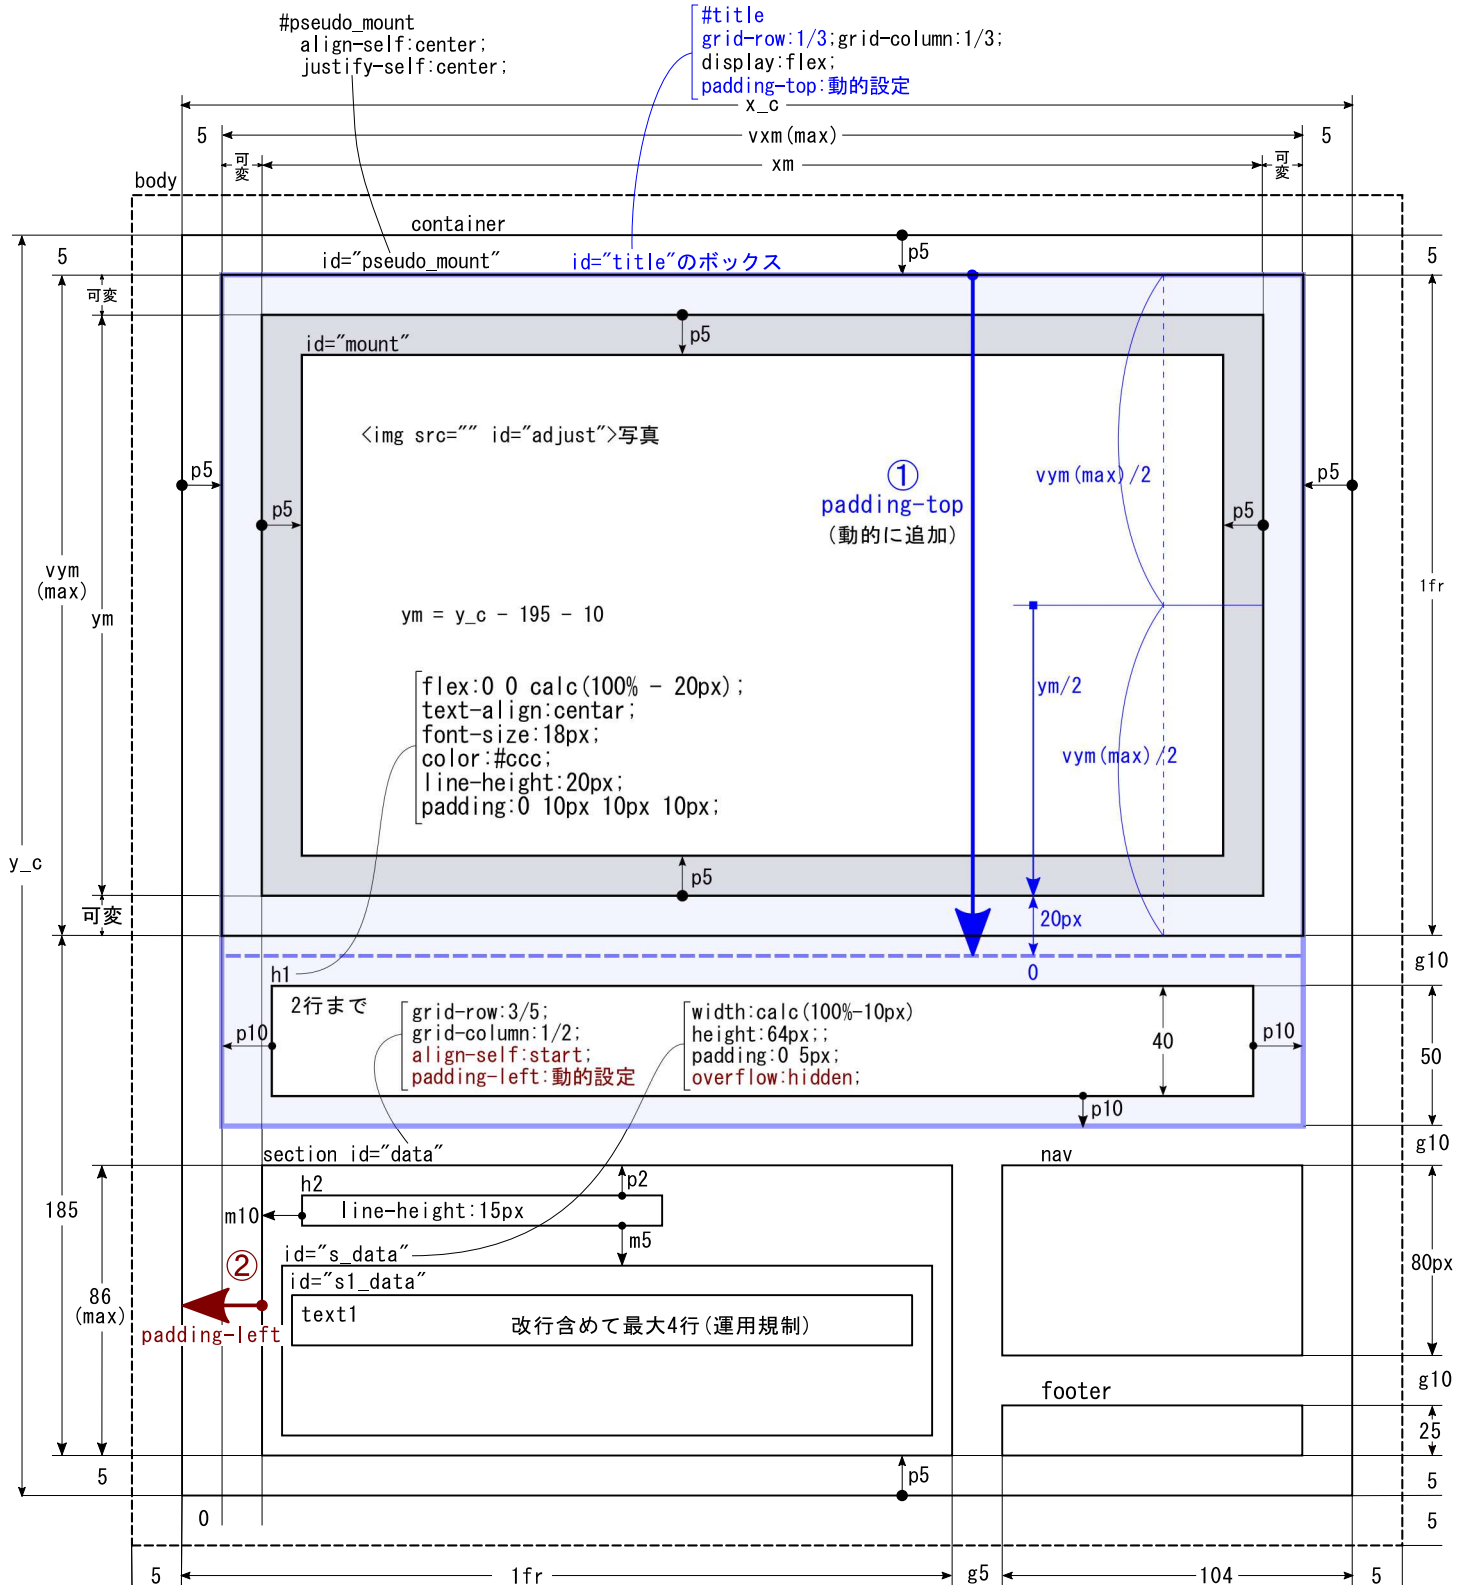 #pseudo_mount
align-self:center;
justify-self:center;
#title
grid-row:1/3;grid-column:1/3;
display:flex;
padding-top:動的設定
x_c
5
vxm(max)
5
可変
xm
可変
body
container
5
id="pseudo_mount"
id="title"のボックス
p5
5
可変
id="mount"
p5
<img src="" id="adjust">写真
p5
①
padding-top
(動的に追加)
vym(max)/2
p5
p5
p5
vym
(max)
ym
1fr
ym = y_c - 195 - 10
flex:0 0 calc(100% - 20px);
text-align:centar;
font-size:18px;
color:#ccc;
line-height:20px;
padding:0 10px 10px 10px;
ym/2
vym(max)/2
y_c
p5
可変
20px
g10
h1
0
2行まで
grid-row:3/5;
grid-column:1/2;
align-self:start;
padding-left:動的設定
width:calc(100%-10px)
height:64px;;
padding:0 5px;
overflow:hidden;
p10
40
p10
50
p10
g10
section id="data"
nav
h2
p2
185
m10
line-height:15px
m5
②
id="s_data"
id="s1_data"
80px
86
(max)
text1
改行含めて最大4行(運用規制)
padding-left
g10
footer
25
5
p5
5
0
5
5
1fr
g5
104
5